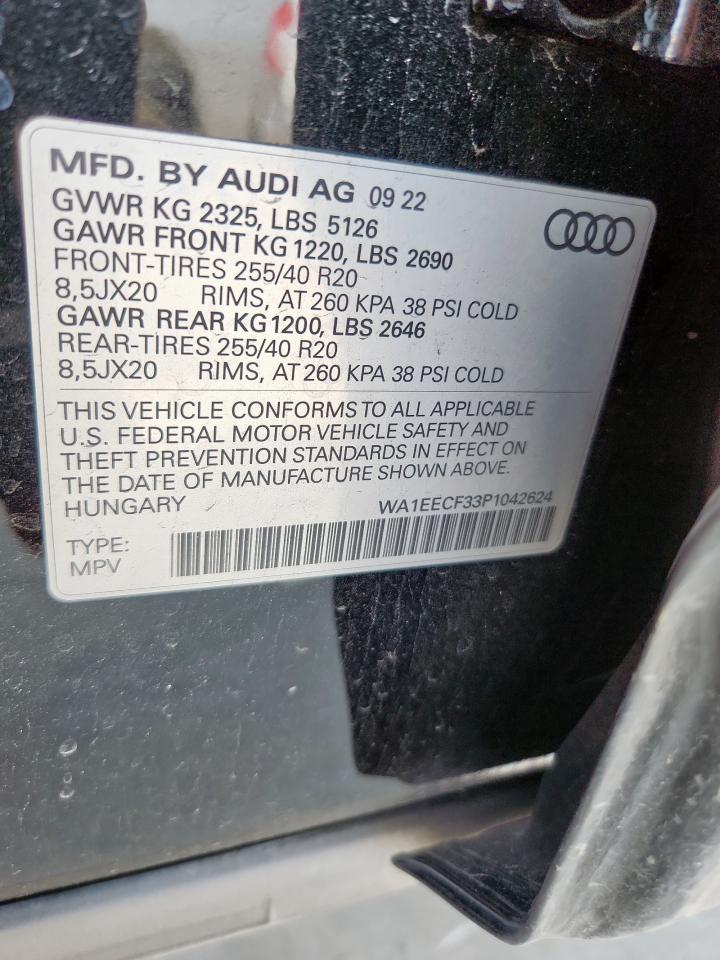 MFD. BY AUDI AG 09 22
GVWR KG 2325, LBS 5126
GAWR FRONT KG 1220, LBS 2690
FRONT-TIRES 255/40 R20
8,5JX20 RIMS, AT 260 KPA 38 PSI COLD
GAWR REAR KG 1200, LBS 2646
REAR-TIRES 255/40 R20
8,5JX20 RIMS, AT 260 KPA 38 PSI COLD
THIS VEHICLE CONFORMS TO ALL APPLICABLE
U.S. FEDERAL MOTOR VEHICLE SAFETY AND
THEFT PREVENTION STANDARDS IN EFFECT ON
THE DATE OF MANUFACTURE SHOWN ABOVE.
HUNGARY WA1EECF33P1042624
TYPE:
MPV